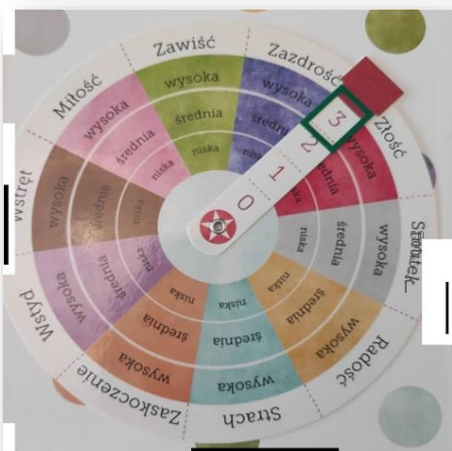 Zawiść
wysoka
średnia
niska
Zazdrość
wysoka
średnia
niska
Złość
wysoka
średnia
niska
Smutek
wysoka
średnia
niska
Radość
wysoka
średnia
niska
Strach
wysoka
średnia
niska
Zaskoczenie
wysoka
średnia
niska
Wstyd
wysoka
średnia
niska
Wstręt
wysoka
średnia
niska
Miłość
wysoka
średnia
niska
3
2
1
0